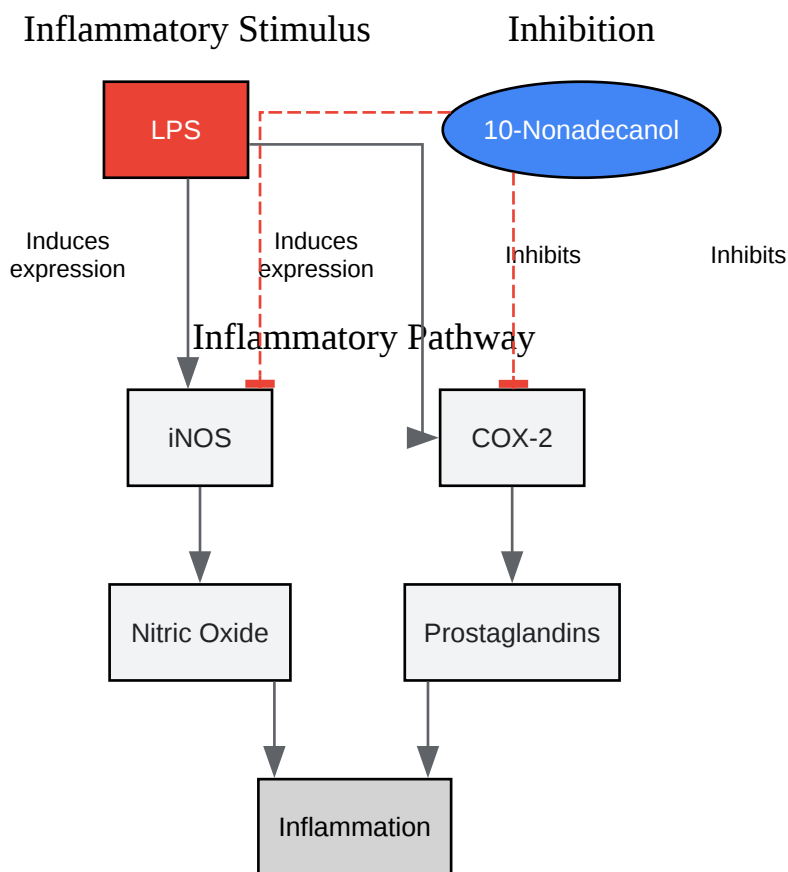 Inflammatory Stimulus
Inhibition
LPS
10-Nonadecanol
Induces
expression
Induces
expression
Inhibits
Inhibits
Inflammatory Pathway
iNOS
COX-2
Nitric Oxide
Prostaglandins
Inflammation